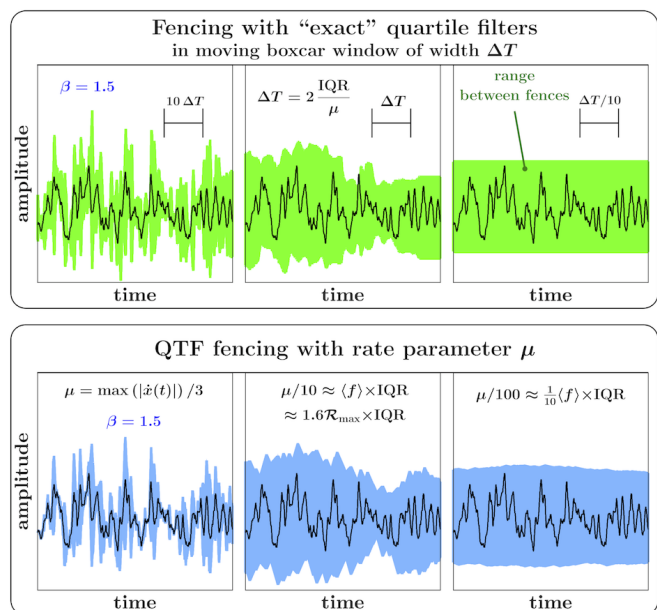 Fencing with “exact” quartile filters
in moving boxcar window of width ΔT
β = 1.5
10 ΔT
ΔT = 2 IQR/μ
ΔT
range
between fences
ΔT/10
amplitude
time
time
time
QTF fencing with rate parameter μ
μ = max (|ẋ(t)|) /3
β = 1.5
μ/10 ≈ ⟨f⟩×IQR
≈ 1.6ℛmax×IQR
μ/100 ≈ 1/10⟨f⟩×IQR
amplitude
time
time
time